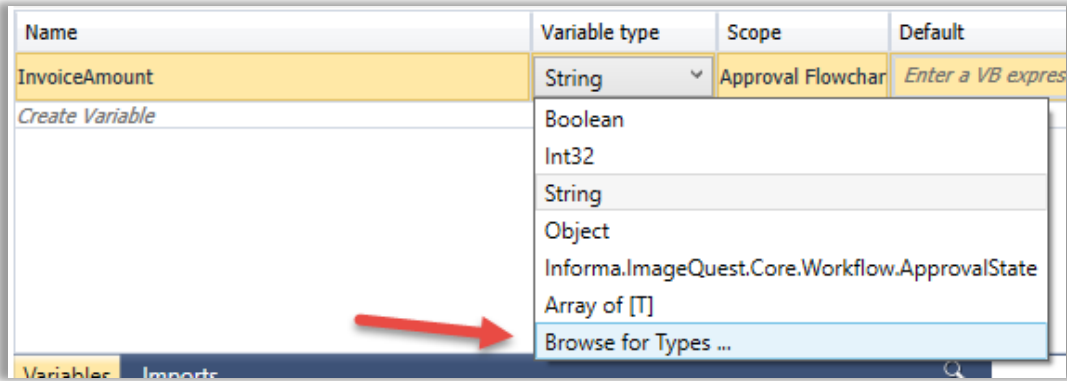 Name Variable type Scope Default
InvoiceAmount String Approval Flowchar Enter a VB expres
Create Variable
Boolean
Int32
String
Object
Informa.ImageQuest.Core.Workflow.ApprovalState
Array of [T]
Browse for Types ...
Variables Imports